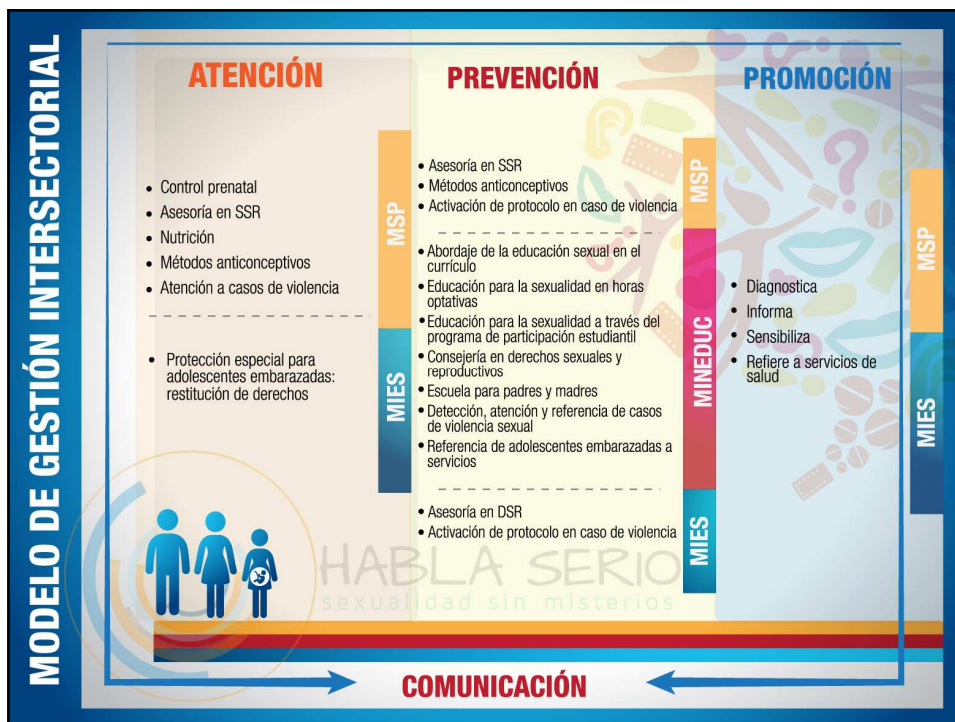 MODELO DE GESTIÓN INTERSECTORIAL
ATENCIÓN
• Control prenatal
• Asesoría en SSR
• Nutrición
• Métodos anticonceptivos
• Atención a casos de violencia
MSP
• Protección especial para
adolescentes embarazadas:
restitución de derechos
MIES
PREVENCIÓN
• Asesoría en SSR
• Métodos anticonceptivos
• Activación de protocolo en caso de violencia
MSP
• Abordaje de la educación sexual en el
currículo
• Educación para la sexualidad en horas
optativas
• Educación para la sexualidad a través del
programa de participación estudiantil
• Consejería en derechos sexuales y
reproductivos
• Escuela para padres y madres
• Detección, atención y referencia de casos
de violencia sexual
• Referencia de adolescentes embarazadas a
servicios
MINEDUC
• Asesoría en DSR
• Activación de protocolo en caso de violencia
MIES
PROMOCIÓN
• Diagnostica
• Informa
• Sensibiliza
• Refiere a servicios de
salud
MSP
MIES
HABLA SERIO
sexualidad sin misterios
COMUNICACIÓN